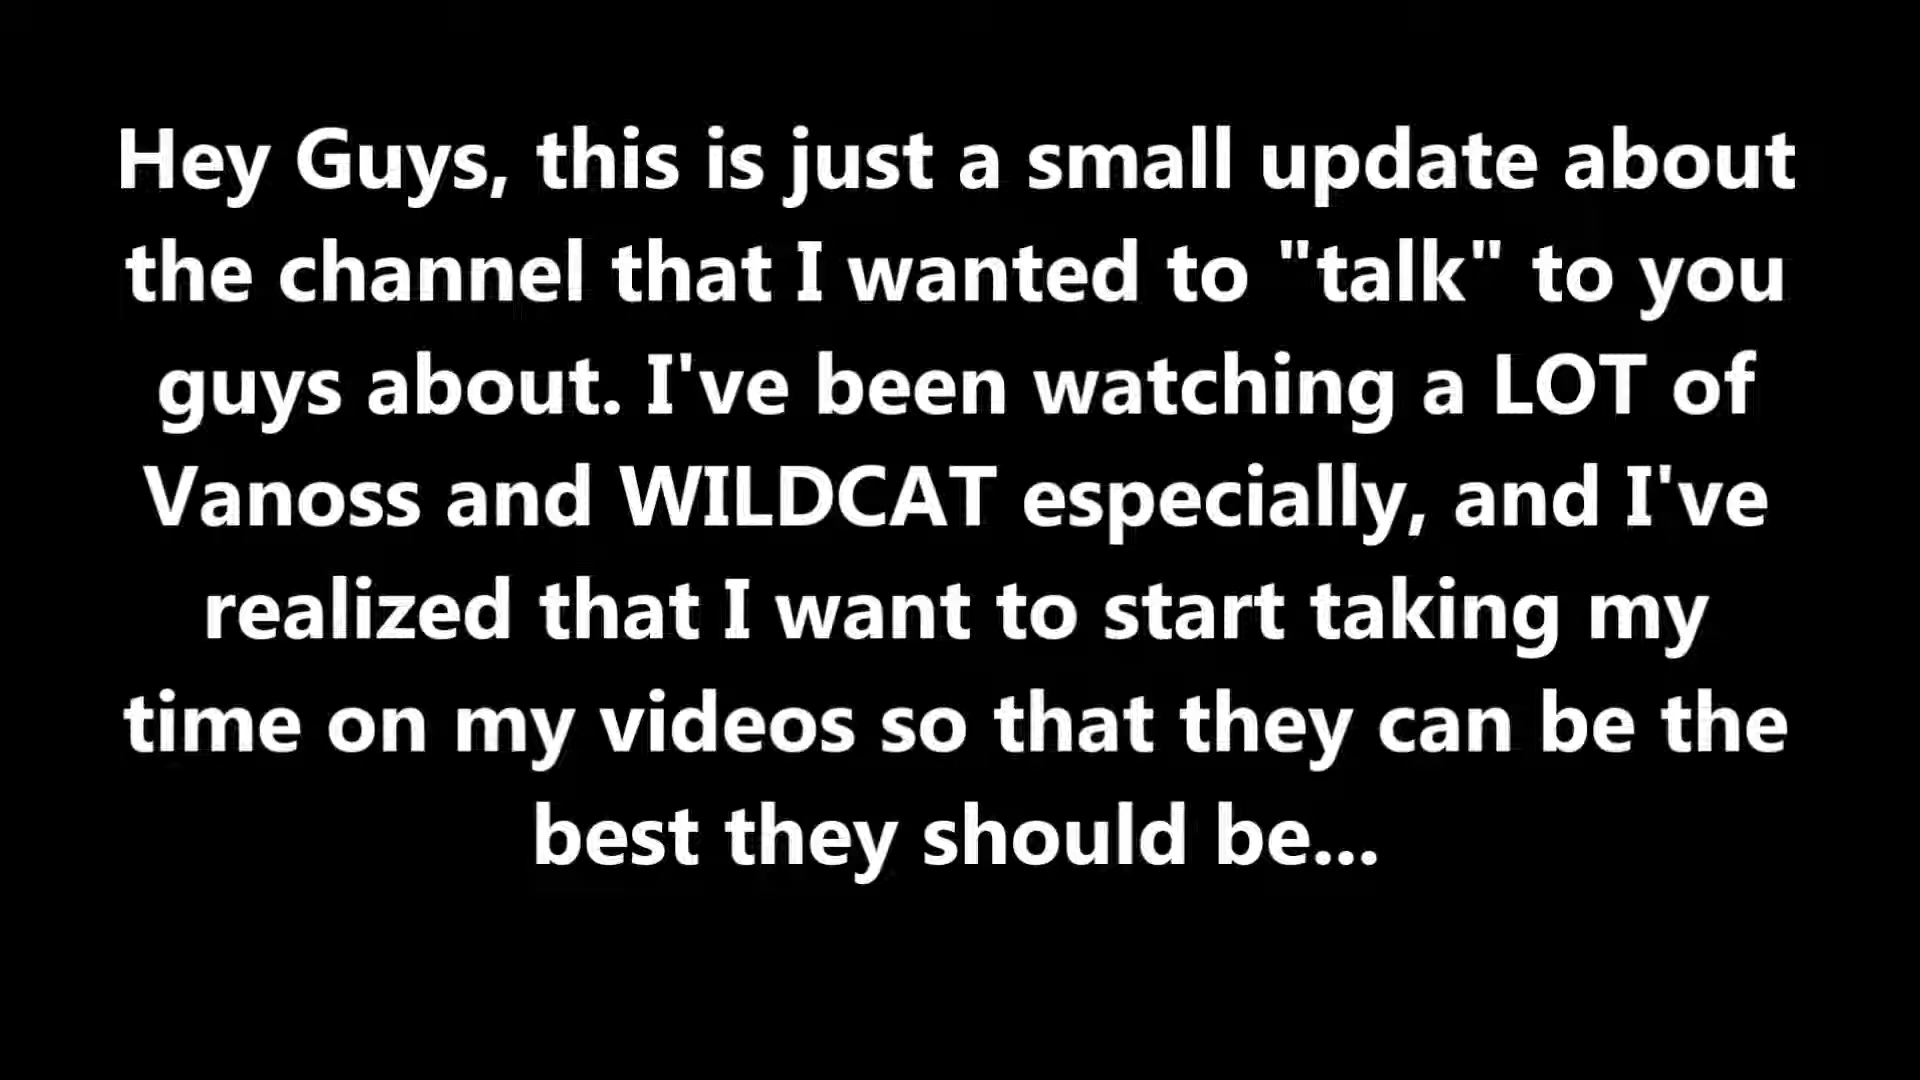 Hey Guys, this is just a small update about
the channel that I wanted to "talk" to you
guys about. I've been watching a LOT of
Vanoss and WILDCAT especially, and I've
realized that I want to start taking my
time on my videos so that they can be the
best they should be...